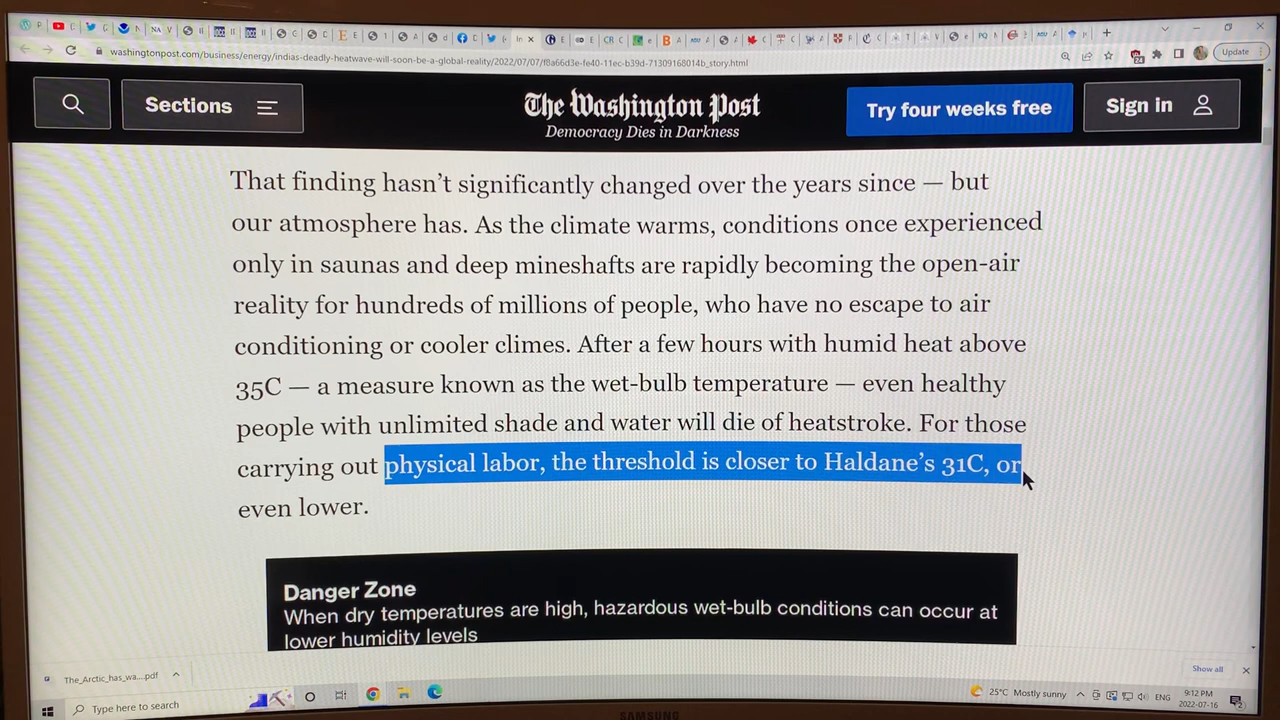 washingtonpost.com/business/energy/indias-deadly-heatwave-will-soon-be-a-global-reality/2022/07/07/f8a66d3e-fe40-11ec-b39d-71309168014b_story.html
Update
Sections
The Washington Post
Democracy Dies in Darkness
Try four weeks free
Sign in
That finding hasn’t significantly changed over the years since — but
our atmosphere has. As the climate warms, conditions once experienced
only in saunas and deep mineshafts are rapidly becoming the open-air
reality for hundreds of millions of people, who have no escape to air
conditioning or cooler climes. After a few hours with humid heat above
35C — a measure known as the wet-bulb temperature — even healthy
people with unlimited shade and water will die of heatstroke. For those
carrying out physical labor, the threshold is closer to Haldane’s 31C, or
even lower.
Danger Zone
When dry temperatures are high, hazardous wet-bulb conditions can occur at
lower humidity levels
The_Arctic_has_wa....pdf
Show all
Type here to search
25°C Mostly sunny
ENG
9:12 PM
2022-07-16
SAMSUNG